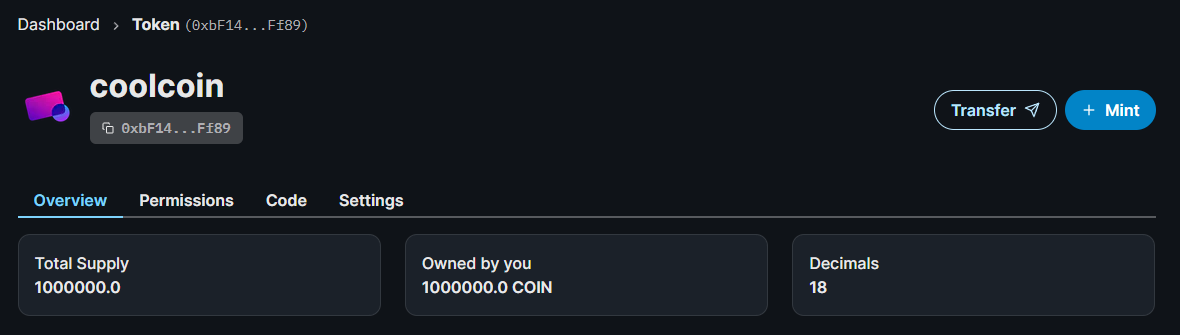 Dashboard > Token (0xbF14...Ff89)
coolcoin
0xbF14...Ff89
Transfer
+ Mint
Overview Permissions Code Settings
Total Supply
1000000.0
Owned by you
1000000.0 COIN
Decimals
18